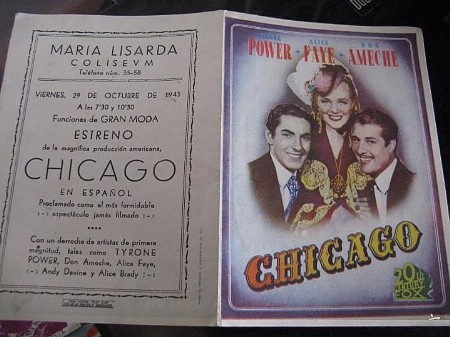 MARIA LISARDA
COLISEVM
Teléfono núm. 35-58
VIERNES, 29 DE OCTUBRE DE 1943
A las 7'30 y 10'30
Funciones de GRAN MODA
ESTRENO
de la magnífica producción americana,
CHICAGO
EN ESPAÑOL
Proclamado como el más formidable
espectáculo jamás filmado
Con un derroche de artistas de primera
magnitud, tales como TYRONE
POWER, Don Ameche, Alice Faye,
Andy Devine y Alice Brady
ALICE
POWER - FAYE - AMECHE
CHICAGO
20th
CENTURY
FOX